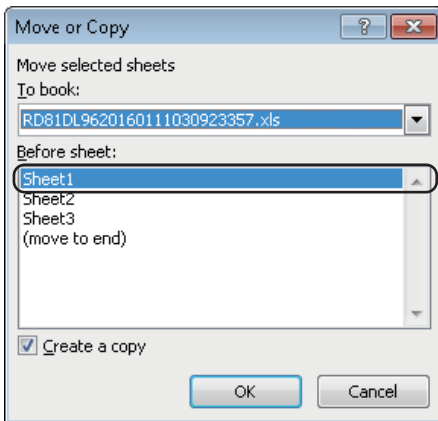 Move or Copy
Move selected sheets
To book:
RD81DL9620160111030923357.xls
Before sheet:
Sheet1
Sheet2
Sheet3
(move to end)
Create a copy
OK Cancel